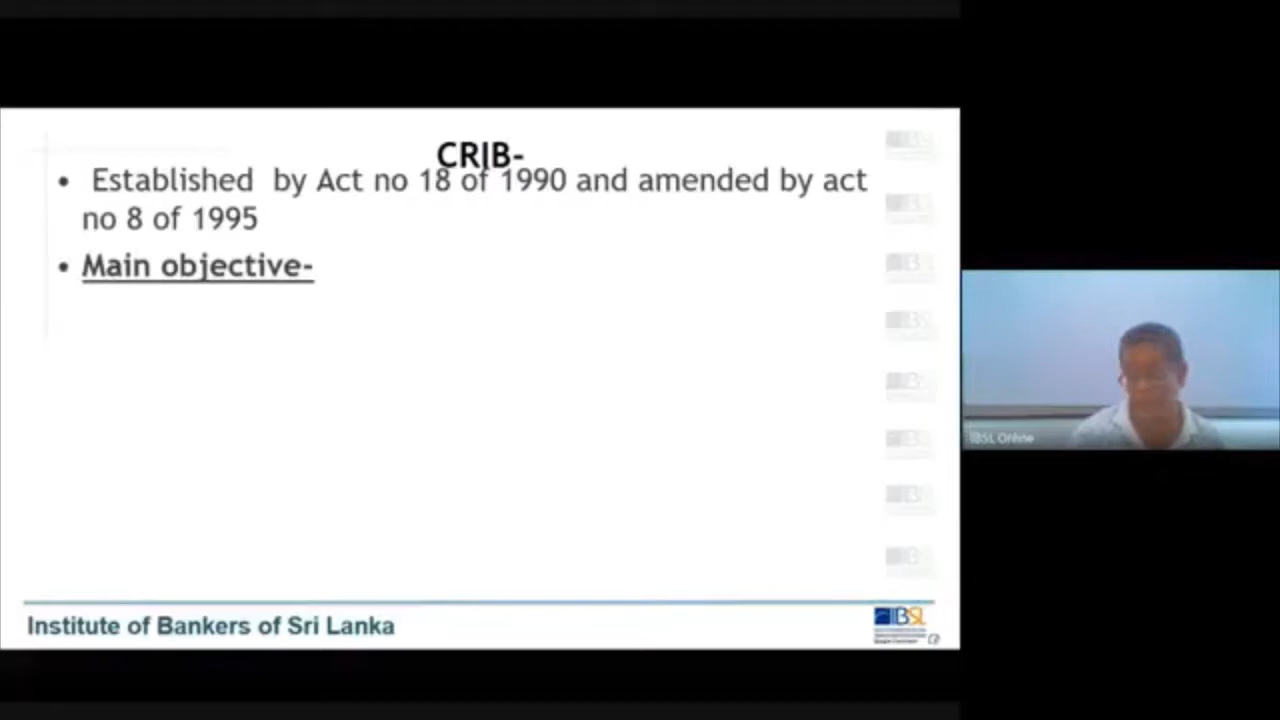 CRIB-
• Established by Act no 18 of 1990 and amended by act
no 8 of 1995
• Main objective-
IBSL Online
Institute of Bankers of Sri Lanka
IBSL